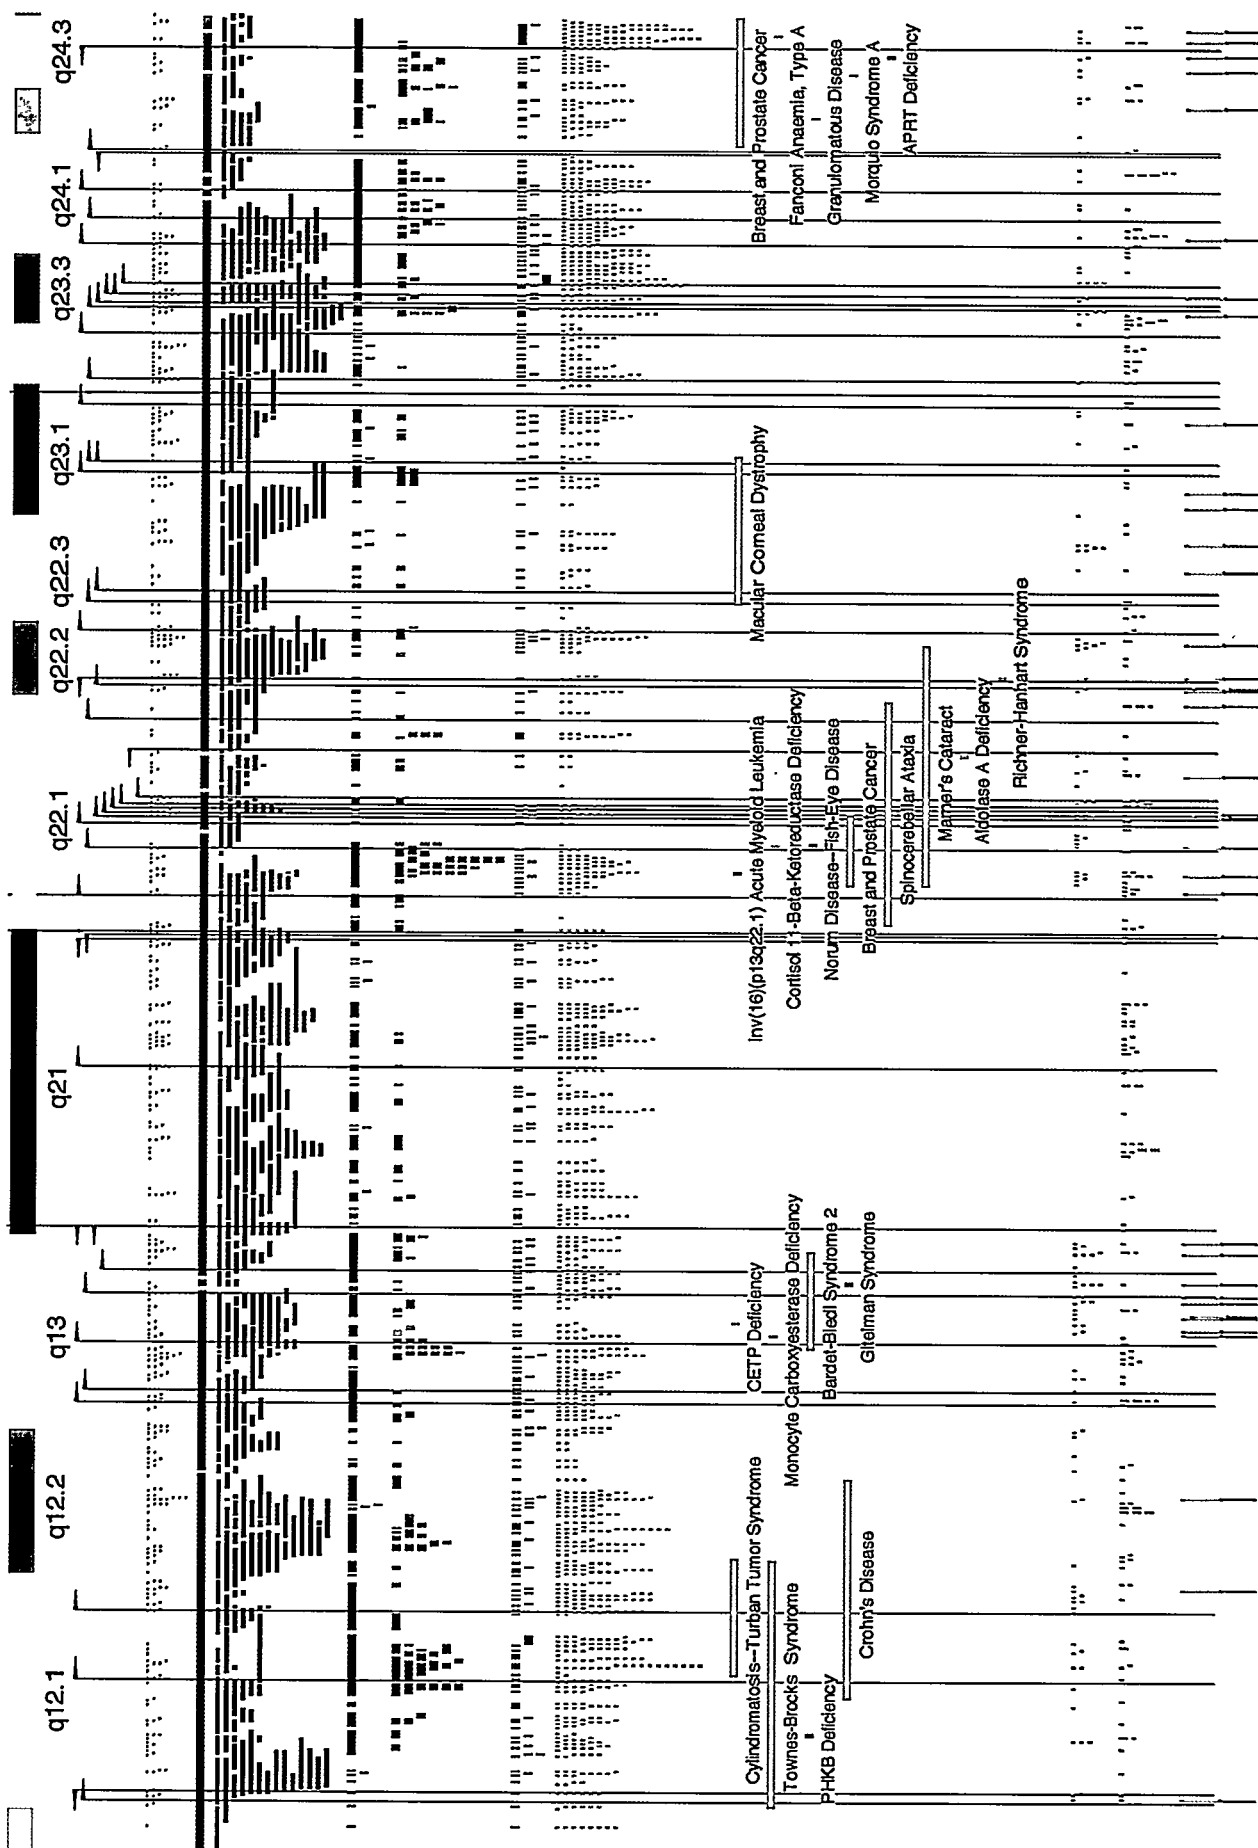 q12.1
q12.2
q13
q21
q22.1
q22.2
q22.3
q23.1
q23.3
q24.1
q24.3
Cylindromatosis--Turban Tumor Syndrome
Townes-Brocks Syndrome
PHKB Deficiency
Crohn's Disease
CETP Deficiency
Monocyte Carboxyesterase Deficiency
Bardet-Biedl Syndrome 2
Gitelman Syndrome
Inv(16)(p13q22.1) Acute Myeloid Leukemia
Cortisol 11-Beta-Ketoreductase Deficiency
Norum Disease--Fish-Eye Disease
Breast and Prostate Cancer
Spinocerebellar Ataxia
Marner's Cataract
Aldolase A Deficiency
Richner-Hanhart Syndrome
Macular Corneal Dystrophy
Breast and Prostate Cancer
Fanconi Anaemia, Type A
Granulomatous Disease
Morquio Syndrome A
APRT Deficiency